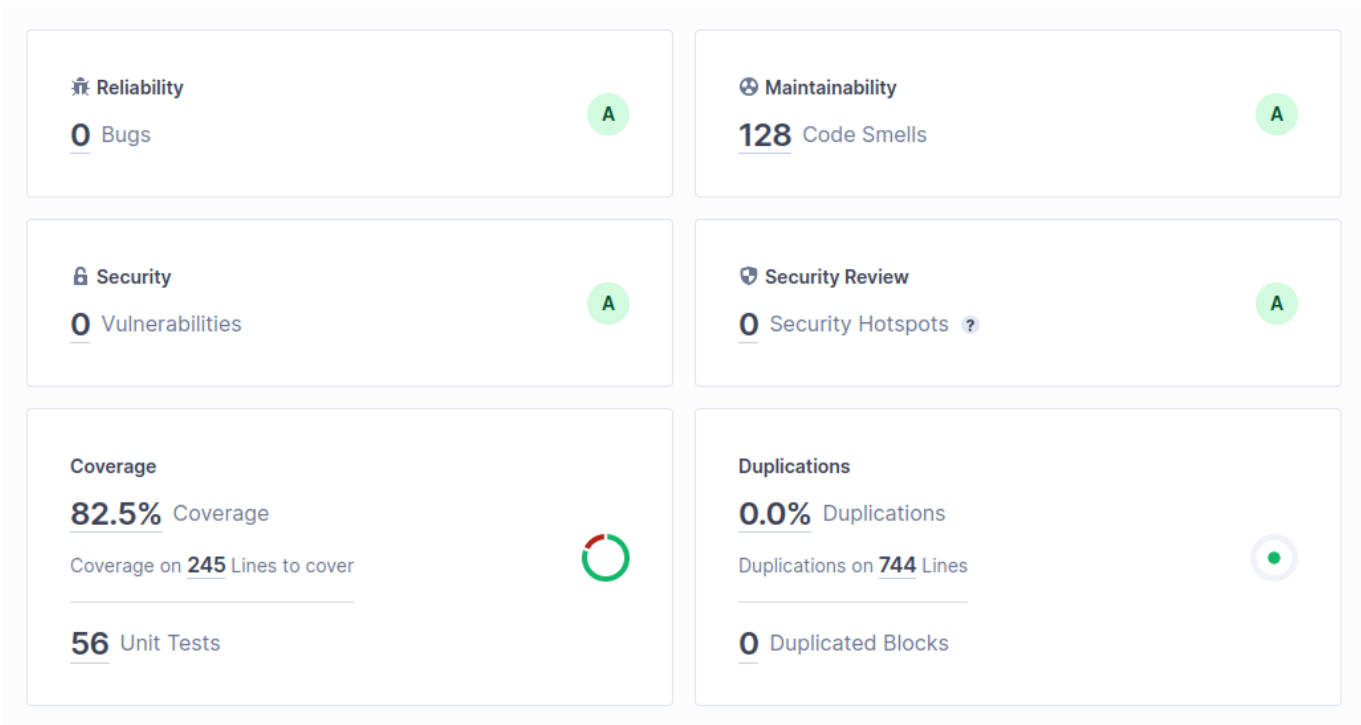 Reliability
0 Bugs
A
Maintainability
128 Code Smells
A
Security
0 Vulnerabilities
A
Security Review
0 Security Hotspots ?
A
Coverage
82.5% Coverage
Coverage on 245 Lines to cover
56 Unit Tests
Duplications
0.0% Duplications
Duplications on 744 Lines
0 Duplicated Blocks